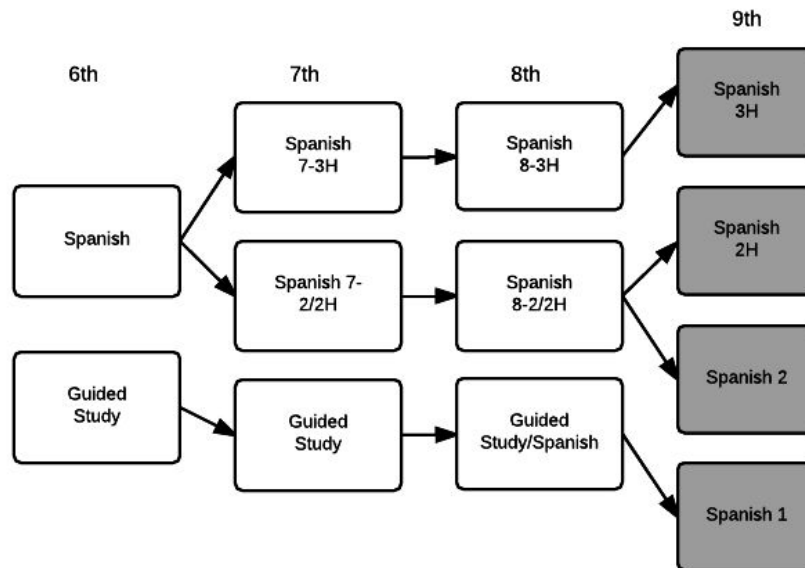 6th
7th
8th
9th
Spanish
7-3H
Spanish
8-3H
Spanish
3H
Spanish
Spanish 7-
2/2H
Spanish
8-2/2H
Spanish
2H
Guided
Study
Guided
Study
Guided
Study/Spanish
Spanish 2
Spanish 1